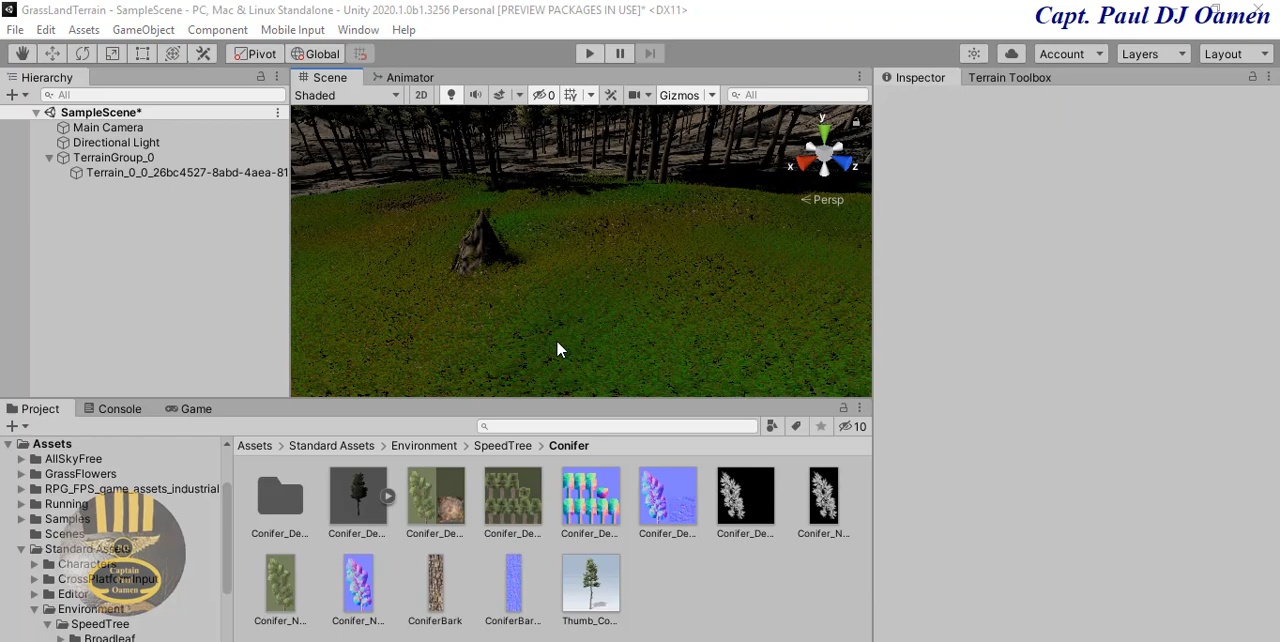 GrassLandTerrain - SampleScene - PC, Mac & Linux Standalone - Unity 2020.1.0b1.3256 Personal [PREVIEW PACKAGES IN USE]* <DX11>
Capt. Paul DJ Oamen
File Edit Assets GameObject Component Mobile Input Window Help
Pivot Global Account Layers Layout
Hierarchy Scene Animator Inspector Terrain Toolbox
All Shaded 2D 0 Gizmos All
SampleScene*
Main Camera
Directional Light
TerrainGroup_0
Terrain_0_0_26bc4527-8abd-4aea-81
y
x z
Persp
Project Console Game
10
Assets
AllSkyFree
GrassFlowers
RPG_FPS_game_assets_industrial
Running
Samples
Scenes
Standard Assets
Characters
CrossPlatformInput
Editor
Environment
SpeedTree
Broadleaf
Captain
Paul
Oamen
Assets > Standard Assets > Environment > SpeedTree > Conifer
Conifer_De... Conifer_De... Conifer_De... Conifer_De... Conifer_De... Conifer_De... Conifer_De... Conifer_N...
Conifer_N... Conifer_N... ConiferBark ConiferBar... Thumb_Co...